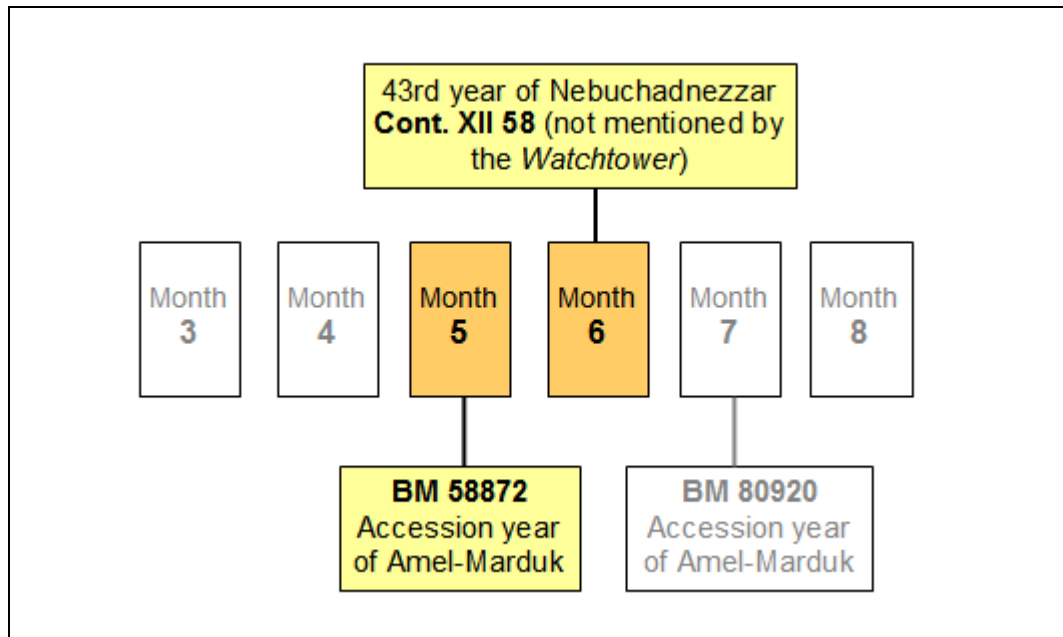 43rd year of Nebuchadnezzar
Cont. XII 58 (not mentioned by
the Watchtower)
Month
3
Month
4
Month
5
Month
6
Month
7
Month
8
BM 58872
Accession year
of Amel-Marduk
BM 80920
Accession year
of Amel-Marduk